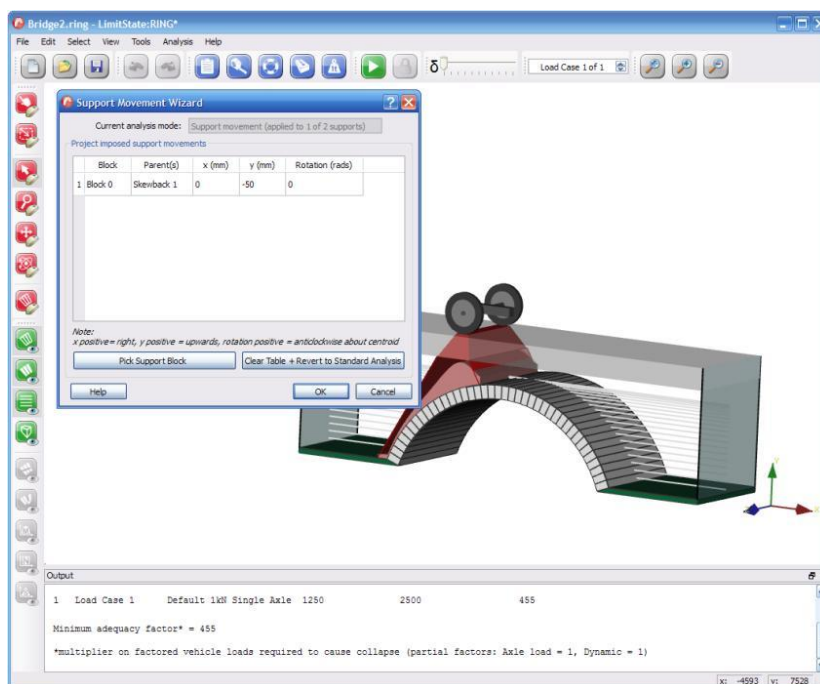 Bridge2.ring - LimitState:RING*
File Edit Select View Tools Analysis Help
δ
Load Case 1 of 1
Support Movement Wizard
Current analysis mode: Support movement (applied to 1 of 2 supports)
Project imposed support movements
Block Parent(s) x (mm) y (mm) Rotation (rads)
1 Block 0 Skewback 1 0 -50 0
Note:
x positive= right, y positive = upwards, rotation positive = anticlockwise about centroid
Pick Support Block Clear Table + Revert to Standard Analysis
Help OK Cancel
Output
1 Load Case 1 Default 1kN Single Axle 1250 2500 455
Minimum adequacy factor* = 455
*multiplier on factored vehicle loads required to cause collapse (partial factors: Axle load = 1, Dynamic = 1)
x: -4593 y: 7528